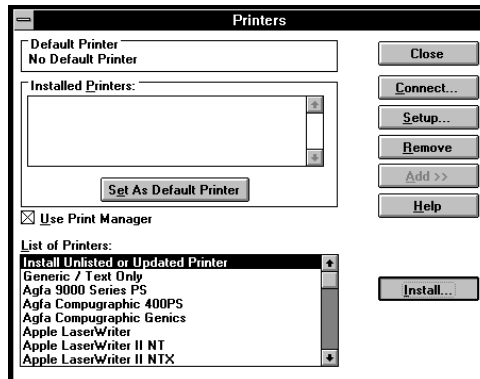 Printers
Default Printer
No Default Printer
Installed Printers:
Set As Default Printer
Use Print Manager
List of Printers:
Install Unlisted or Updated Printer
Generic / Text Only
Agfa 9000 Series PS
Agfa Compugraphic 400PS
Agfa Compugraphic Genics
Apple LaserWriter
Apple LaserWriter II NT
Apple LaserWriter II NTX
Close
Connect...
Setup...
Remove
Add >>
Help
Install...